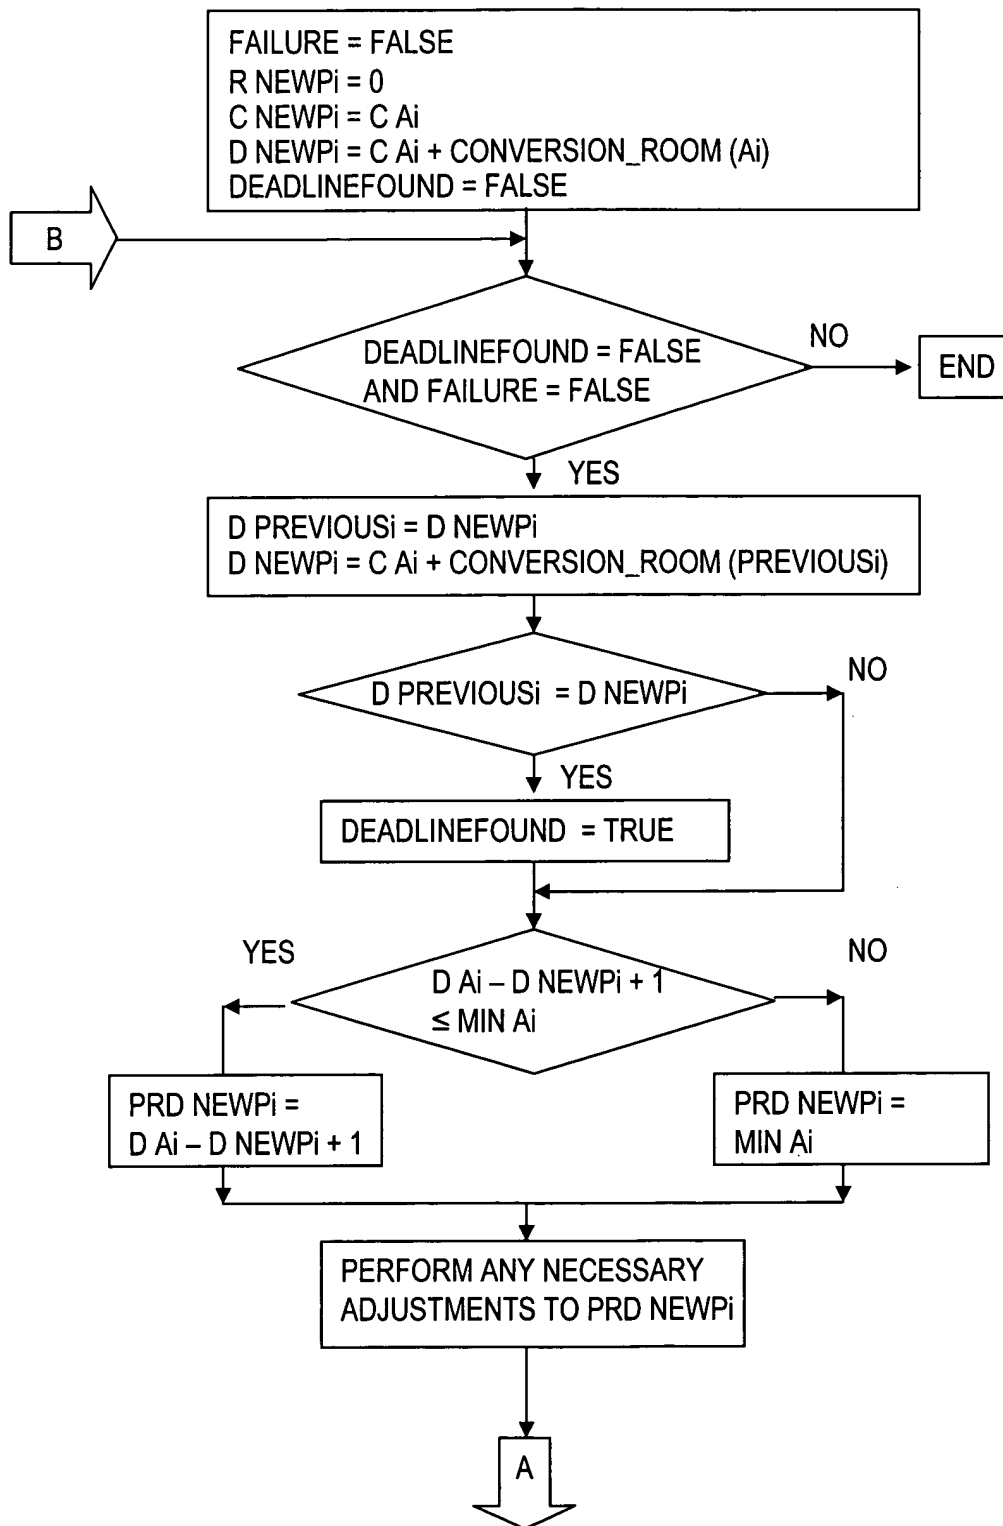 FAILURE = FALSE
R NEWPi = 0
C NEWPi = C Ai
D NEWPi = C Ai + CONVERSION_ROOM (Ai)
DEADLINEFOUND = FALSE
B
DEADLINEFOUND = FALSE
AND FAILURE = FALSE
NO
END
YES
D PREVIOUSi = D NEWPi
D NEWPi = C Ai + CONVERSION_ROOM (PREVIOUSi)
D PREVIOUSi = D NEWPi
NO
YES
DEADLINEFOUND = TRUE
YES
D Ai – D NEWPi + 1
≤ MIN Ai
NO
PRD NEWPi =
D Ai – D NEWPi + 1
PRD NEWPi =
MIN Ai
PERFORM ANY NECESSARY
ADJUSTMENTS TO PRD NEWPi
A